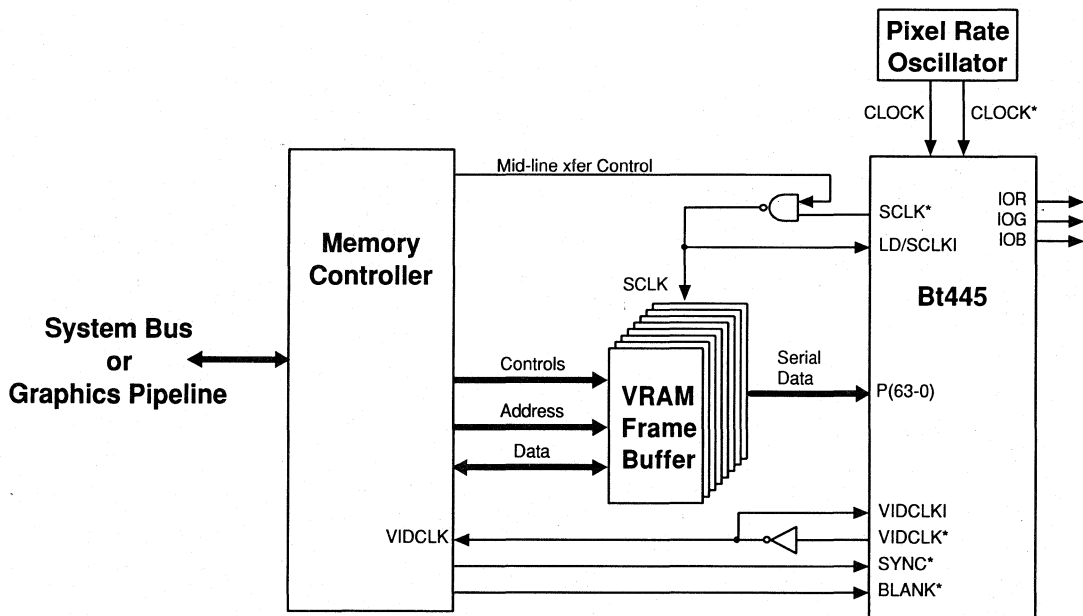 Pixel Rate
Oscillator
CLOCK
CLOCK*
Mid-line xfer Control
SCLK*
IOR
IOG
IOB
LD/SCLKI
Memory
Controller
SCLK
Bt445
System Bus
or
Graphics Pipeline
Controls
Address
Data
VRAM
Frame
Buffer
Serial
Data
P(63-0)
VIDCLK
VIDCLKI
VIDCLK*
SYNC*
BLANK*